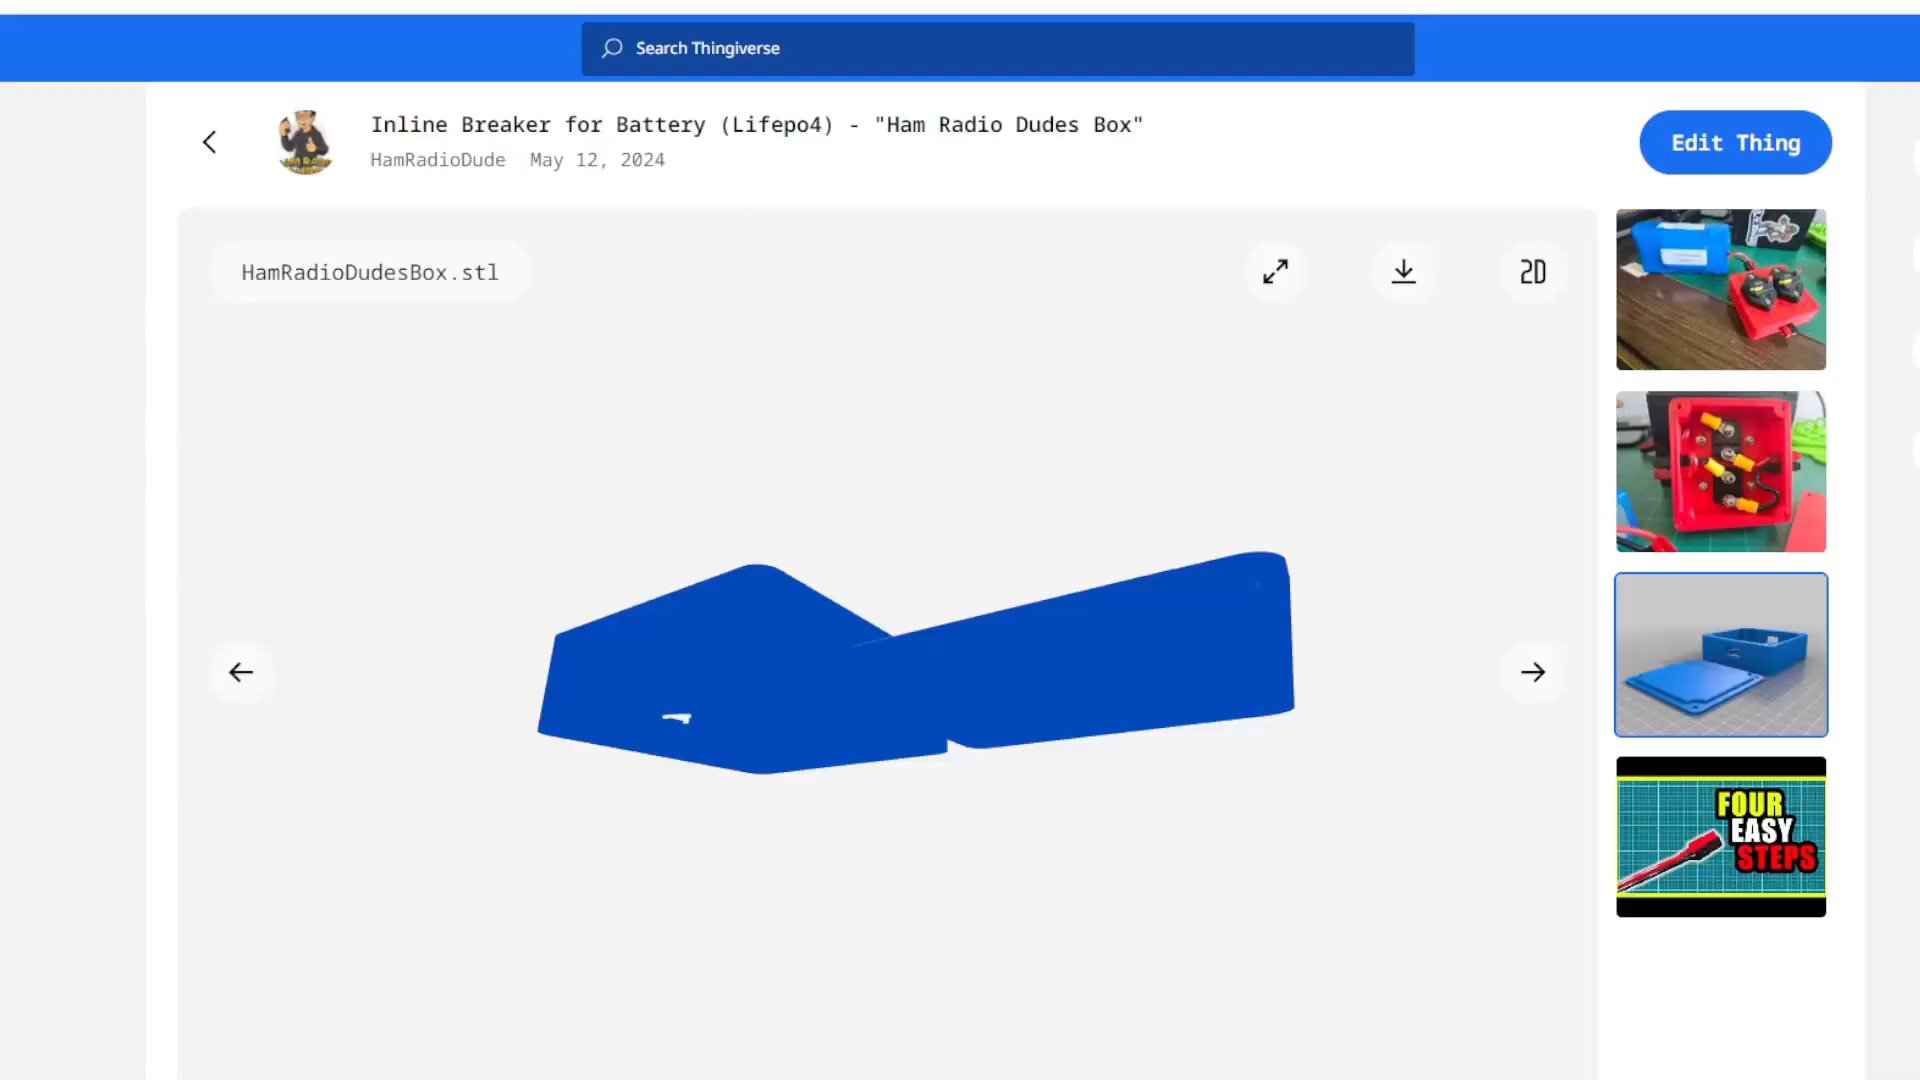 Search Thingiverse
Inline Breaker for Battery (Lifepo4) - "Ham Radio Dudes Box"
HamRadioDude May 12, 2024
Edit Thing
HamRadioDudesBox.stl
2D
FOUR
EASY
STEPS